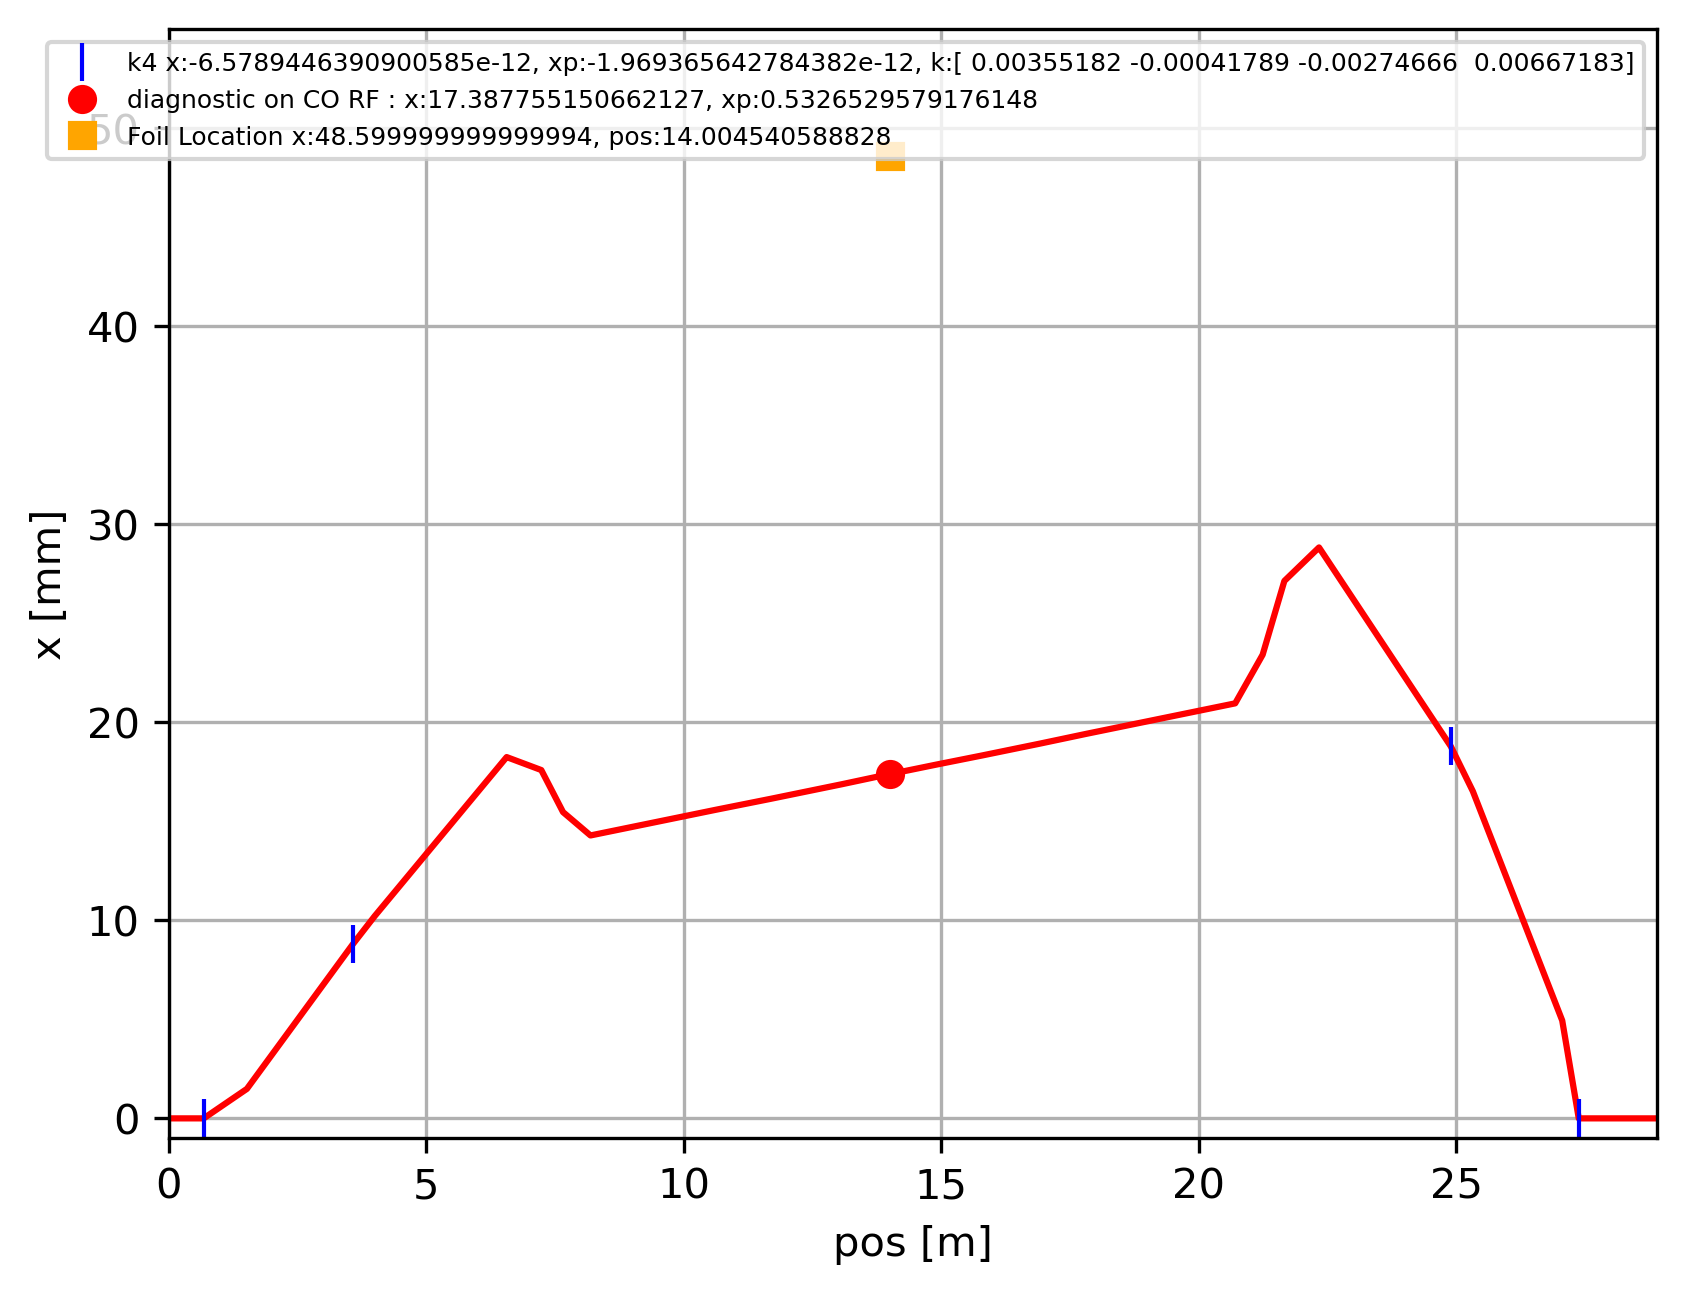 k4 x:-6.5789446390900585e-12, xp:-1.969365642784382e-12, k:[ 0.00355182 -0.00041789 -0.00274666  0.00667183]
diagnostic on CO RF : x:17.387755150662127, xp:0.5326529579176148
Foil Location x:48.599999999999994, pos:14.004540588828
50
40
30
20
10
0
x [mm]
0 5 10 15 20 25
pos [m]